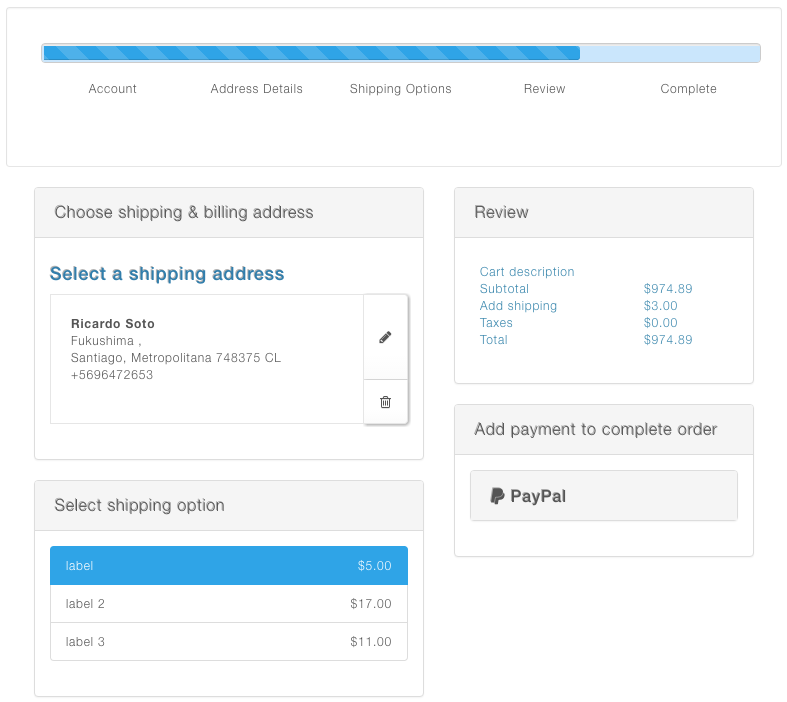 Account Address Details Shipping Options Review Complete
Choose shipping & billing address
Select a shipping address
Ricardo Soto
Fukushima ,
Santiago, Metropolitana 748375 CL
+5696472653
Select shipping option
label $5.00
label 2 $17.00
label 3 $11.00
Review
Cart description
Subtotal $974.89
Add shipping $3.00
Taxes $0.00
Total $974.89
Add payment to complete order
PayPal